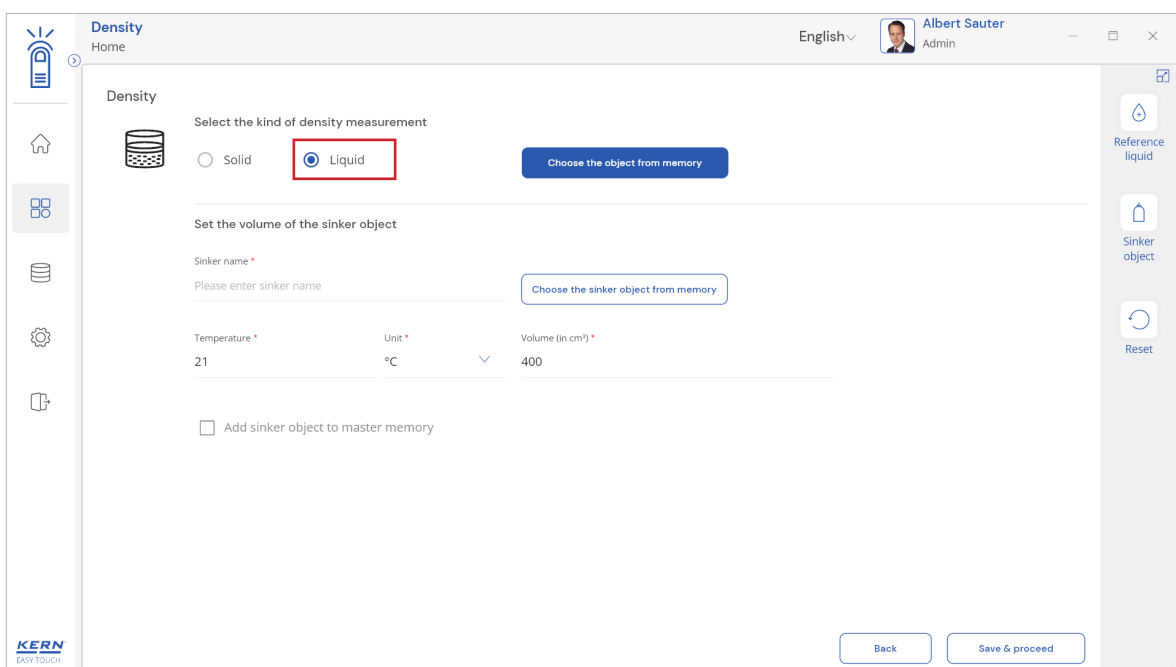 Density
Home
English
Albert Sauter
Admin
Density
Select the kind of density measurement
Solid
Liquid
Choose the object from memory
Set the volume of the sinker object
Sinker name *
Please enter sinker name
Choose the sinker object from memory
Temperature *
Unit *
Volume (in cm³) *
21
°C
400
Add sinker object to master memory
Back
Save & proceed
Reference
liquid
Sinker
object
Reset
KERN
EASY TOUCH